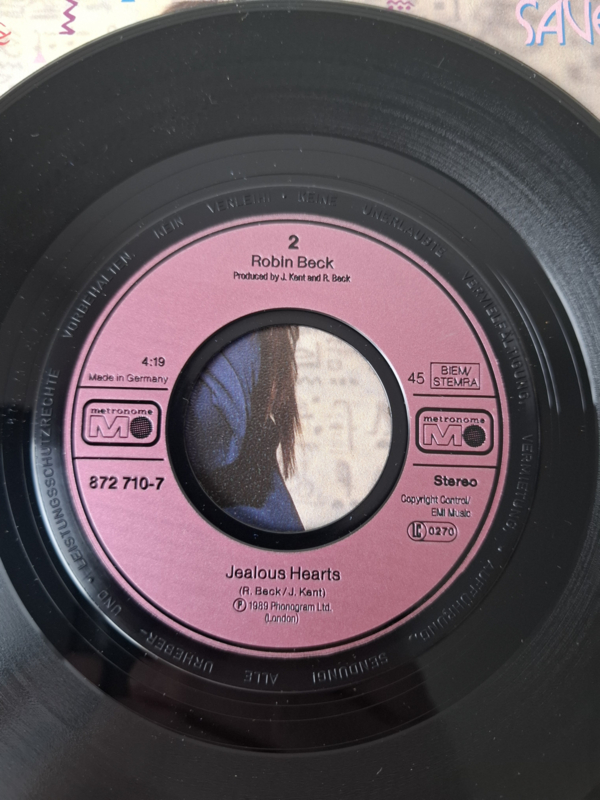 SAVE
2
Robin Beck
Produced by J. Kent and R. Beck
4:19
Made in Germany
45
BIEM/
STEMRA
metronome
M
metronome
M
872 710-7
Stereo
Copyright Control/
EMI Music
LC 0270
Jealous Hearts
(R. Beck/J. Kent)
Ⓟ 1989 Phonogram Ltd.
(London)
ALLE URHEBER- UND LEISTUNGSSCHUTZRECHTE VORBEHALTEN. KEIN VERLEIH • KEINE UNERLAUBTE VERVIELFÄLTIGUNG, VERMIETUNG, AUFFÜHRUNG, SENDUNG!